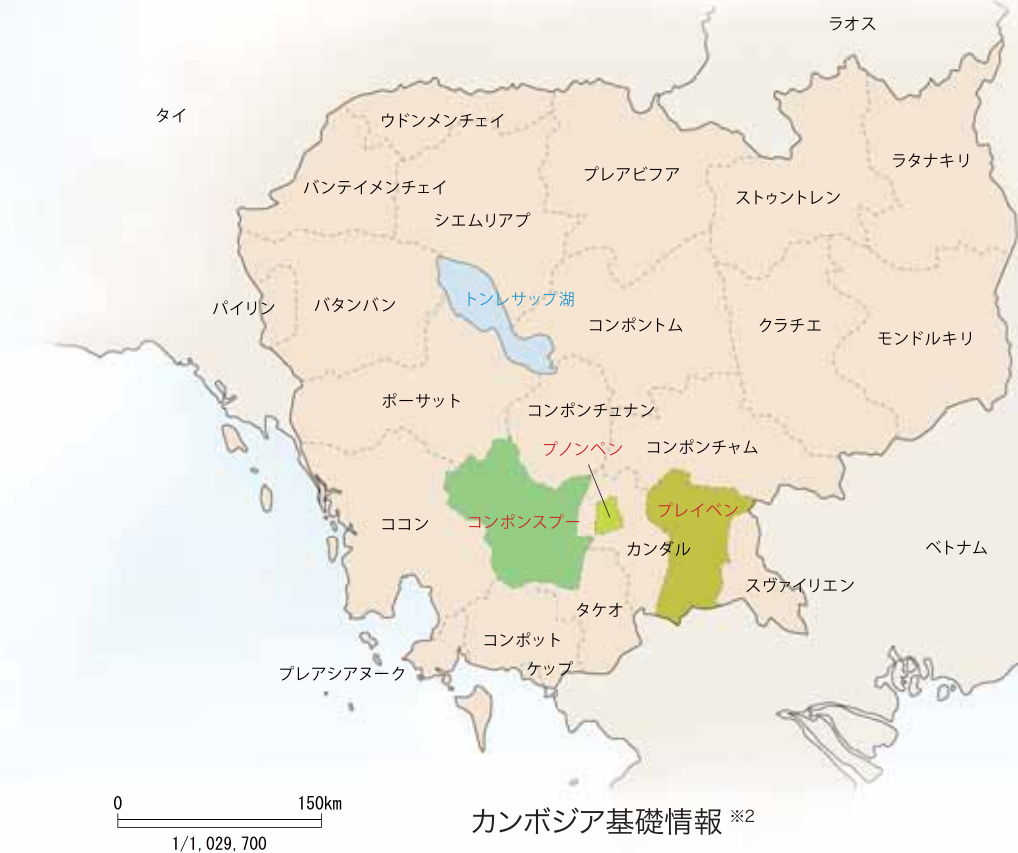 ラオス
タイ
ウドンメンチェイ
ラタナキリ
プレアビフア
バンテイメンチェイ
ストゥントレン
シエムリアプ
トンレサップ湖
パイリン
バタンバン
コンポントム
クラチエ
モンドルキリ
ポーサット
コンポンチュナン
プノンペン
コンポンチャム
ココン
コンポンスプー
プレイベン
カンダル
ベトナム
スヴァイリエン
タケオ
コンポット
ケップ
プレアシアヌーク
0 150km
1/1,029,700
カンボジア基礎情報 ※2